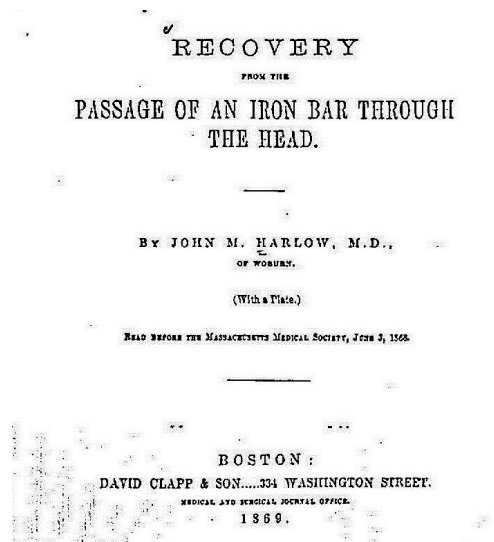 RECOVERY
FROM THE
PASSAGE OF AN IRON BAR THROUGH
THE HEAD.
BY JOHN M. HARLOW, M.D.,
OF WOBURN.
(With a Plate.)
READ BEFORE THE MASSACHUSETTS MEDICAL SOCIETY, JUNE 3, 1868.
BOSTON:
DAVID CLAPP & SON.....334 WASHINGTON STREET.
MEDICAL AND SURGICAL JOURNAL OFFICE.
1869.